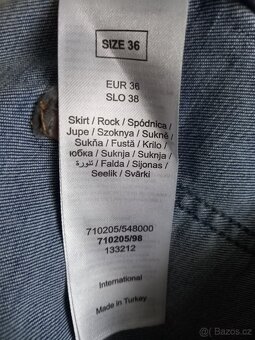 SIZE 36
EUR 36
SLO 38
Skirt / Rock / Spódnica /
Jupe / Szoknya / Sukně /
Sukňa / Fustă / Krilo /
юбка / Suknja / Suknja /
تنورة / Falda / Sijonas /
Seelik / Svārki
710205/548000
710205/98
133212
International
Made in Turkey
bazos.cz